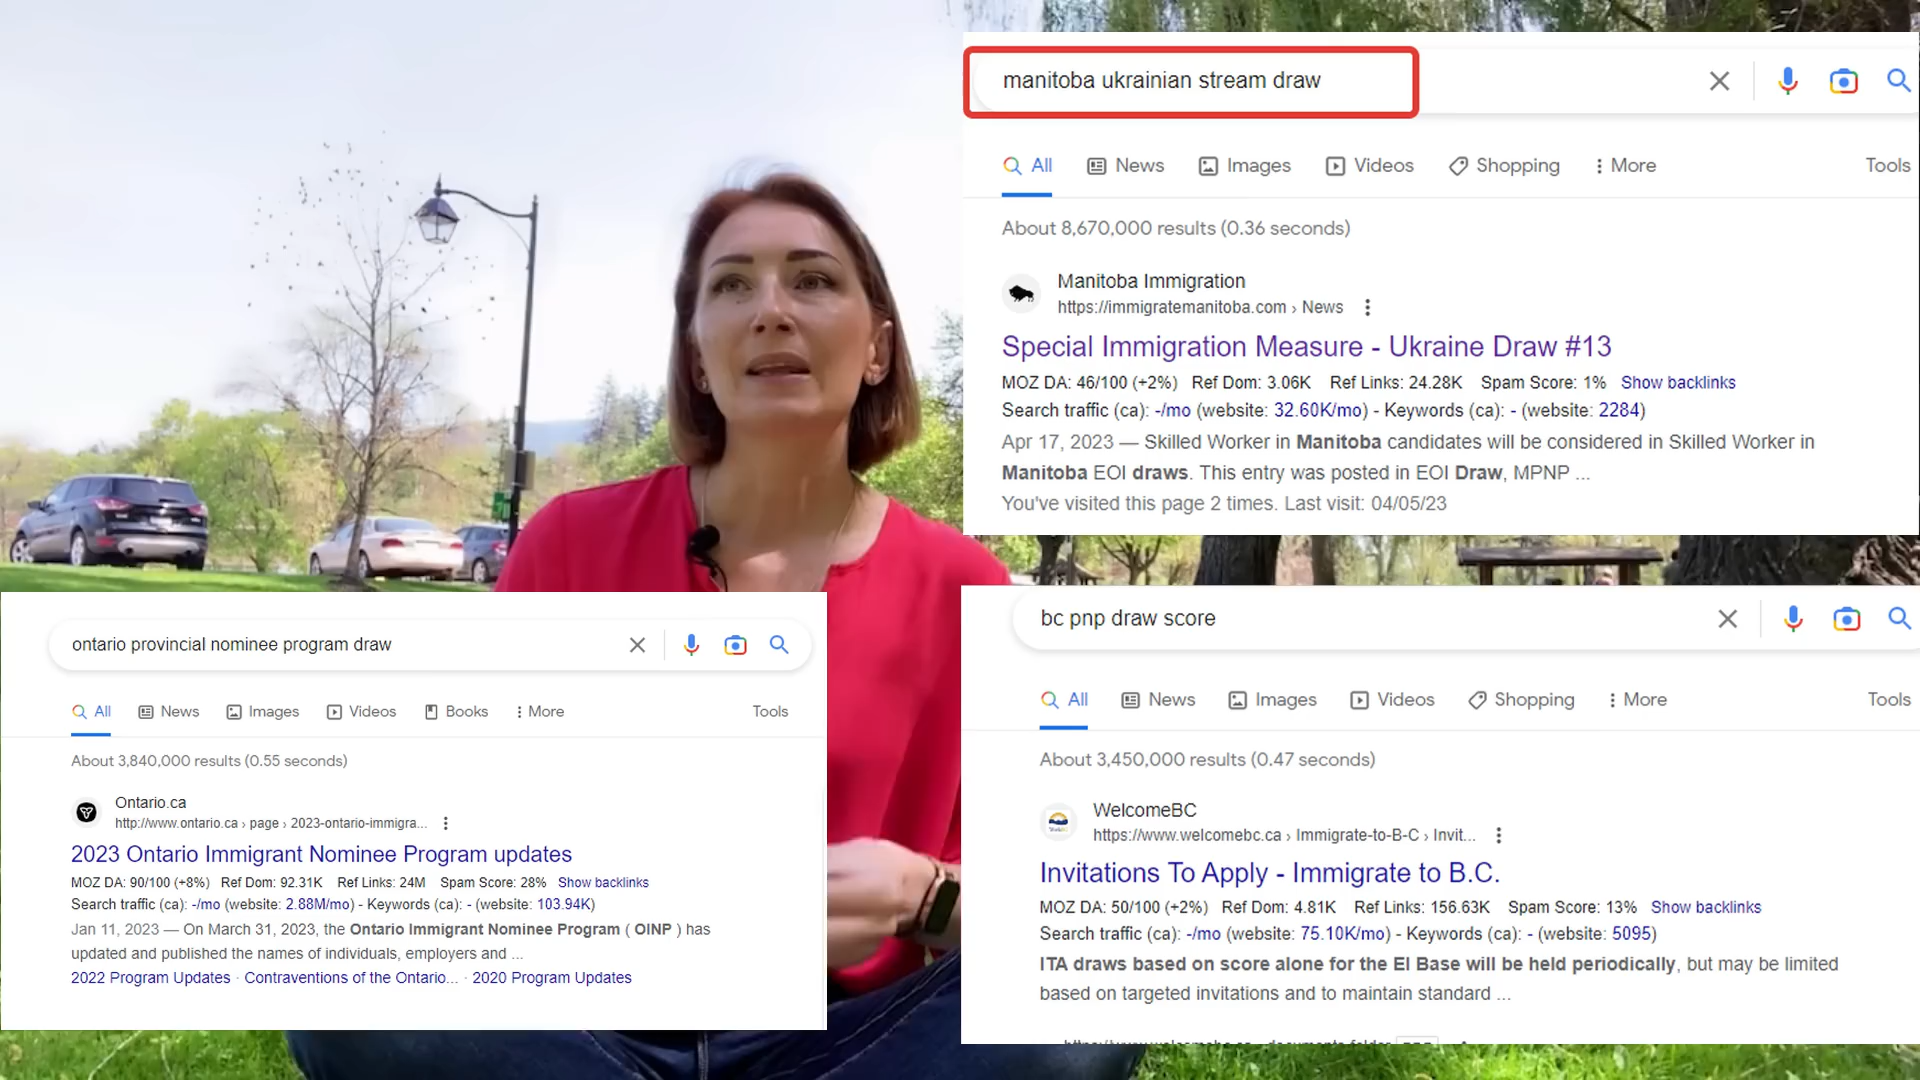 manitoba ukrainian stream draw
All News Images Videos Shopping More Tools
About 8,670,000 results (0.36 seconds)
Manitoba Immigration
https://immigratemanitoba.com › News
Special Immigration Measure - Ukraine Draw #13
MOZ DA: 46/100 (+2%) Ref Dom: 3.06K Ref Links: 24.28K Spam Score: 1% Show backlinks
Search traffic (ca): -/mo (website: 32.60K/mo) - Keywords (ca): - (website: 2284)
Apr 17, 2023 — Skilled Worker in Manitoba candidates will be considered in Skilled Worker in
Manitoba EOI draws. This entry was posted in EOI Draw, MPNP ...
You've visited this page 2 times. Last visit: 04/05/23
ontario provincial nominee program draw
All News Images Videos Books More Tools
About 3,840,000 results (0.55 seconds)
Ontario.ca
http://www.ontario.ca › page › 2023-ontario-immigra...
2023 Ontario Immigrant Nominee Program updates
MOZ DA: 90/100 (+8%) Ref Dom: 92.31K Ref Links: 24M Spam Score: 28% Show backlinks
Search traffic (ca): -/mo (website: 2.88M/mo) - Keywords (ca): - (website: 103.94K)
Jan 11, 2023 — On March 31, 2023, the Ontario Immigrant Nominee Program ( OINP ) has
updated and published the names of individuals, employers and ...
2022 Program Updates · Contraventions of the Ontario... · 2020 Program Updates
bc pnp draw score
All News Images Videos Shopping More Tools
About 3,450,000 results (0.47 seconds)
WelcomeBC
https://www.welcomebc.ca › Immigrate-to-B-C › Invit...
Invitations To Apply - Immigrate to B.C.
MOZ DA: 50/100 (+2%) Ref Dom: 4.81K Ref Links: 156.63K Spam Score: 13% Show backlinks
Search traffic (ca): -/mo (website: 75.10K/mo) - Keywords (ca): - (website: 5095)
ITA draws based on score alone for the EI Base will be held periodically, but may be limited
based on targeted invitations and to maintain standard ...